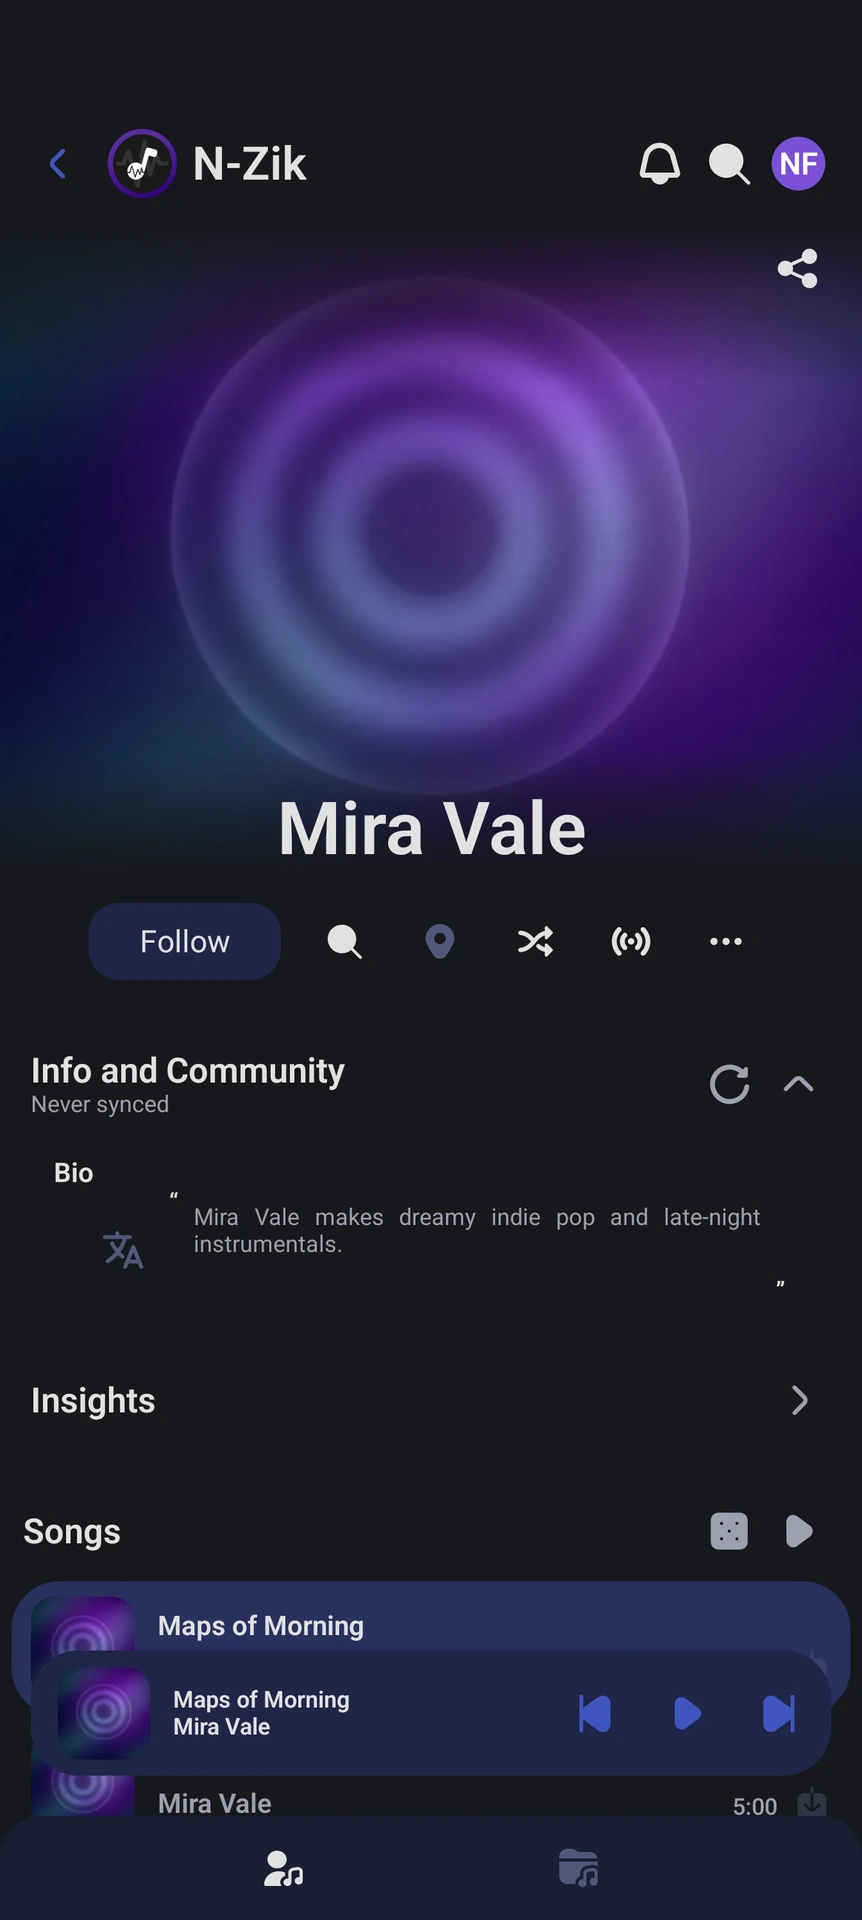 N-Zik
NF
Mira Vale
Follow
Info and Community
Never synced
Bio
“
Mira Vale makes dreamy indie pop and late-night
instrumentals.
”
Insights
Songs
Maps of Morning
Maps of Morning
Mira Vale
Mira Vale
5:00